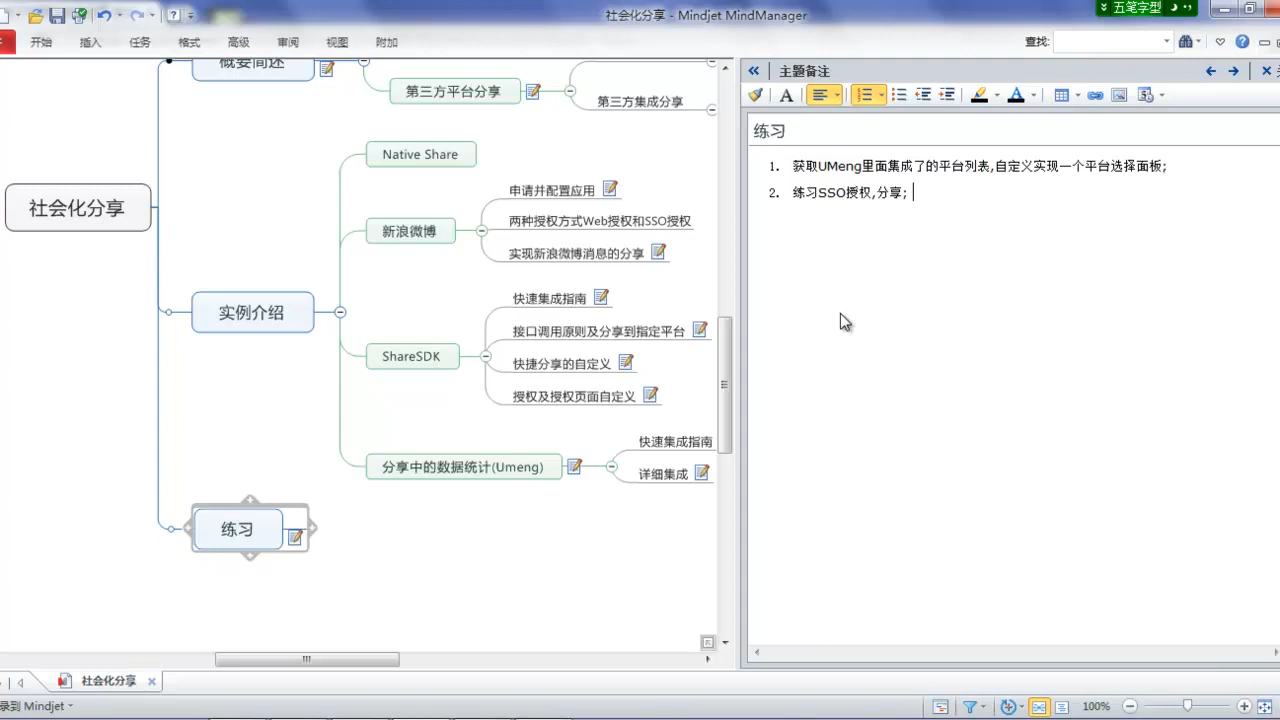 社会化分享 - Mindjet MindManager
五笔字型
开始 插入 任务 格式 高级 审阅 视图 附加
查找:
概要简述
第三方平台分享
第三方集成分享
社会化分享
实例介绍
练习
Native Share
新浪微博
申请并配置应用
两种授权方式Web授权和SSO授权
实现新浪微博消息的分享
ShareSDK
快速集成指南
接口调用原则及分享到指定平台
快捷分享的自定义
授权及授权页面自定义
分享中的数据统计(Umeng)
快速集成指南
详细集成
主题备注
练习
1. 获取UMeng里面集成了的平台列表,自定义实现一个平台选择面板;
2. 练习SSO授权,分享;
社会化分享
录到 Mindjet
100%